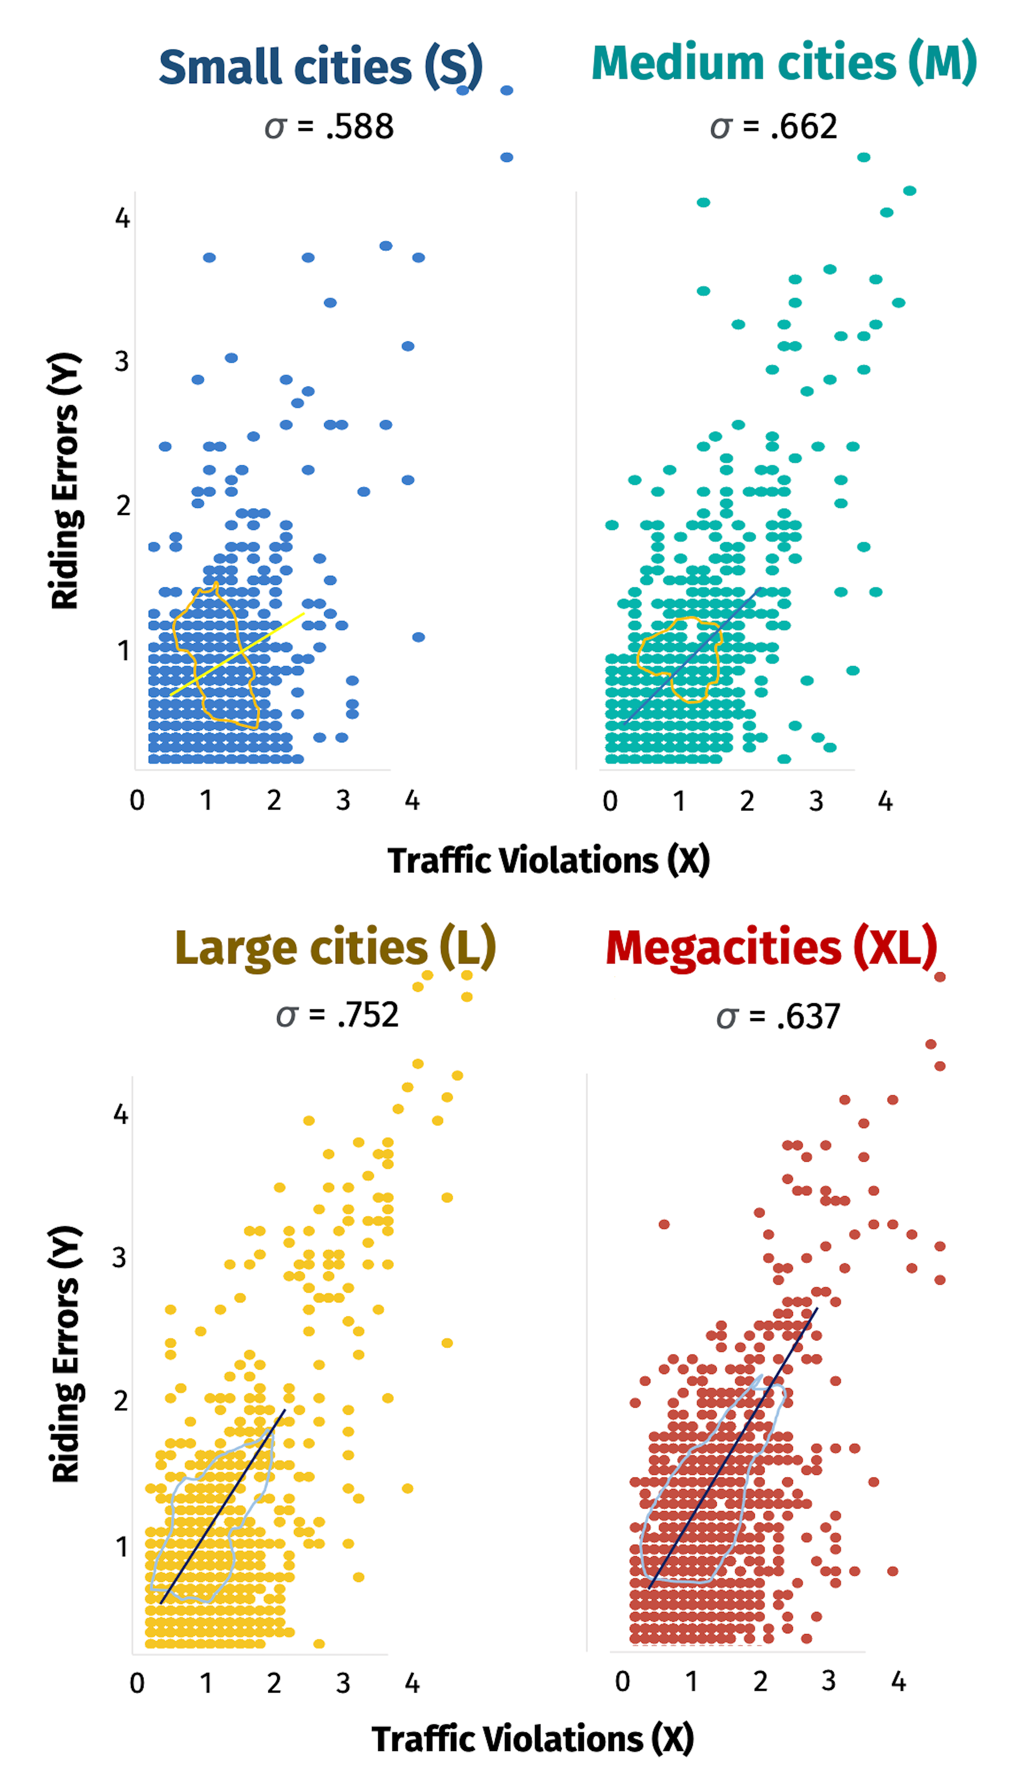 Small cities (S)
Medium cities (M)
σ = .588
σ = .662
4
3
2
1
Riding Errors (Y)
0 1 2 3 4
0 1 2 3 4
Traffic Violations (X)
Large cities (L)
Megacities (XL)
σ = .752
σ = .637
4
3
2
1
Riding Errors (Y)
0 1 2 3 4
0 1 2 3 4
Traffic Violations (X)